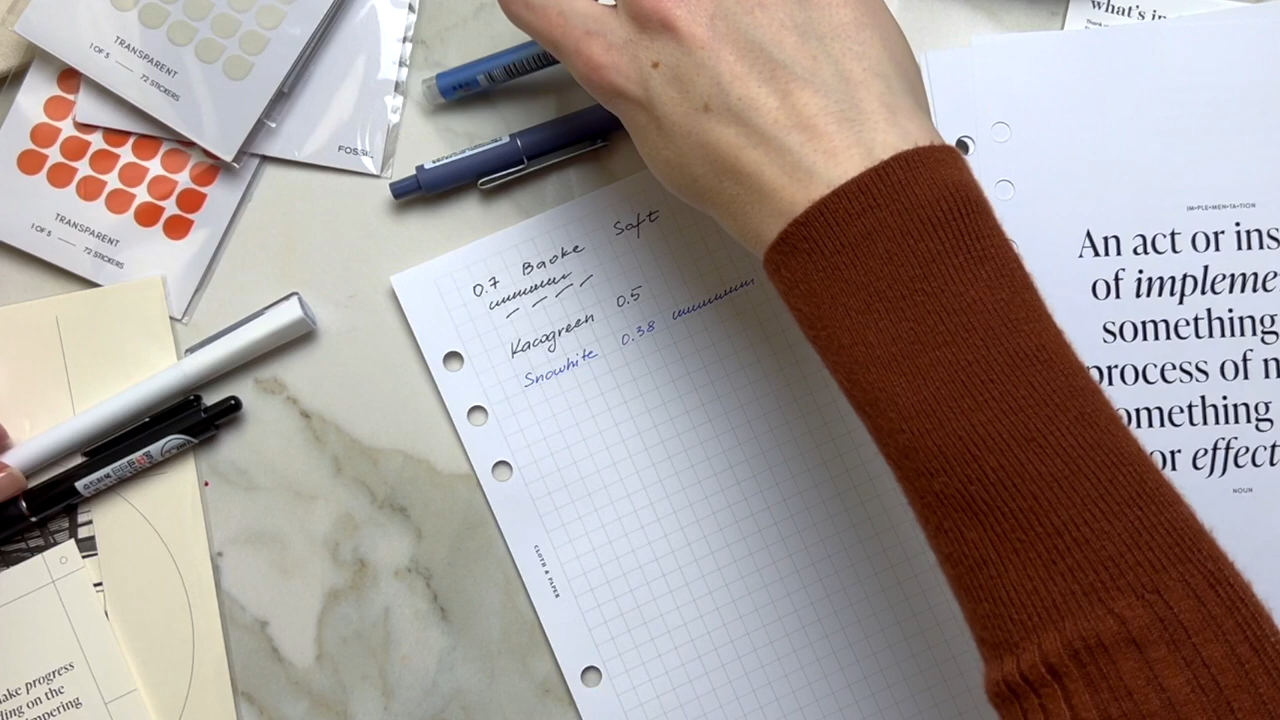 TRANSPARENT
1 OF 5 — 72 STICKERS
FOSSIL
TRANSPARENT
1 OF 5 — 72 STICKERS
what's in
0.7 Baoke Soft
Kacogreen 0.5
Snowhite 0.38
CLOTH & PAPER
IM•PLE•MEN•TA•TION
An act or ins
of impleme
something
process of m
omething
or effect
NOUN
ake progress
ding on the
mpering